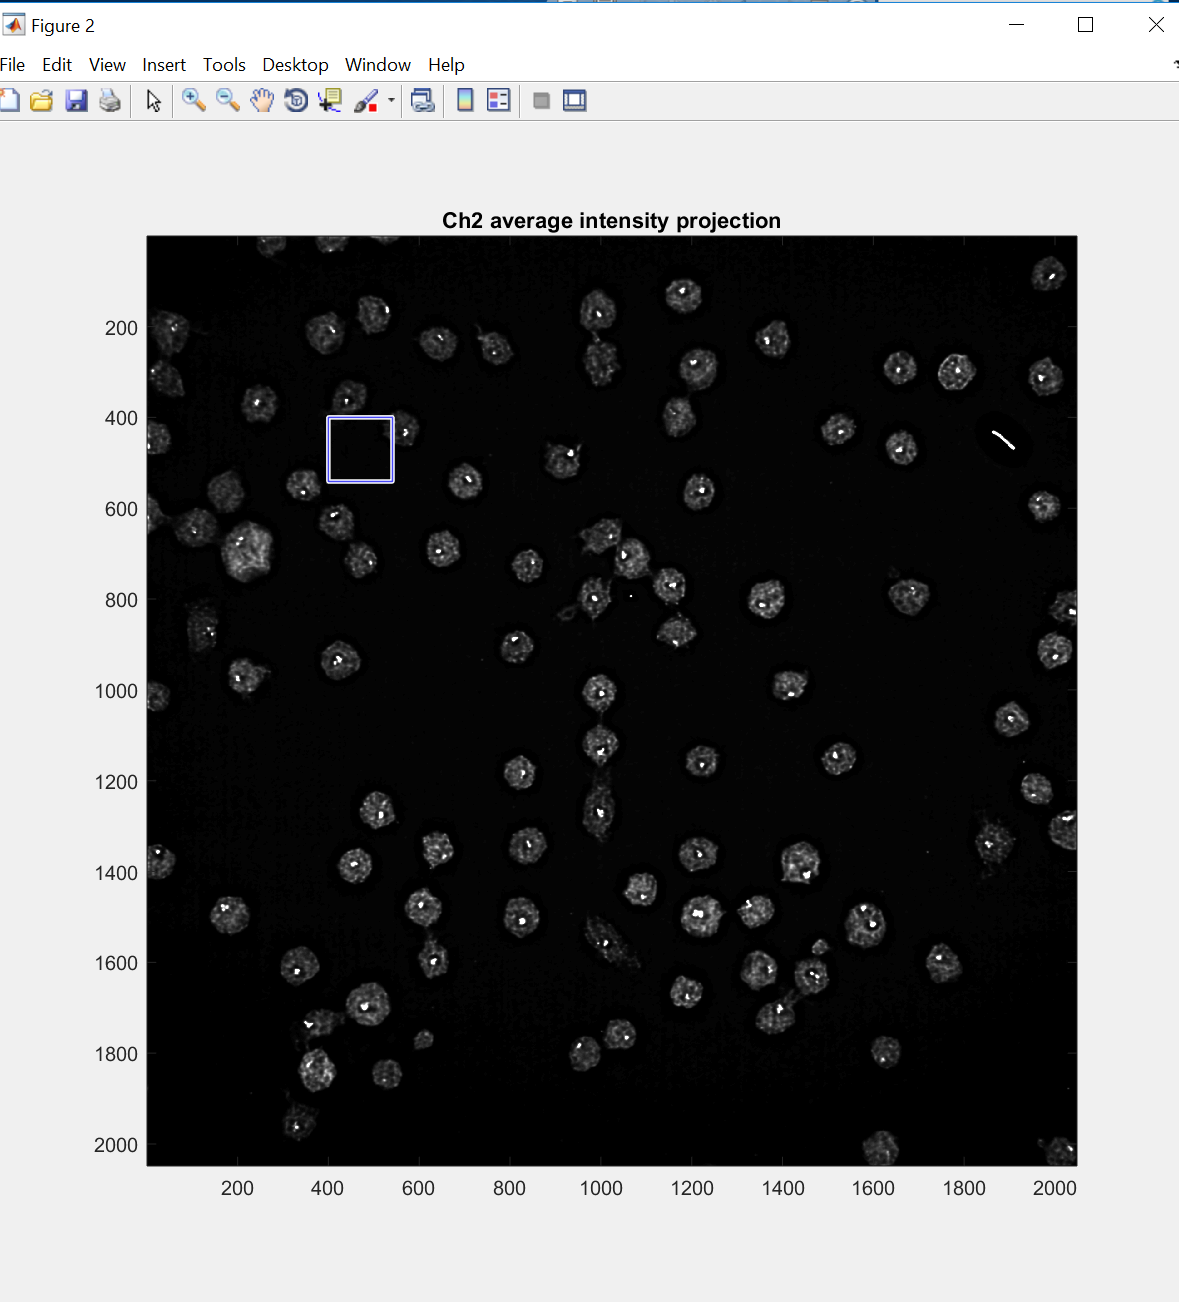 Figure 2
File Edit View Insert Tools Desktop Window Help
Ch2 average intensity projection
200
400
600
800
1000
1200
1400
1600
1800
2000
200 400 600 800 1000 1200 1400 1600 1800 2000